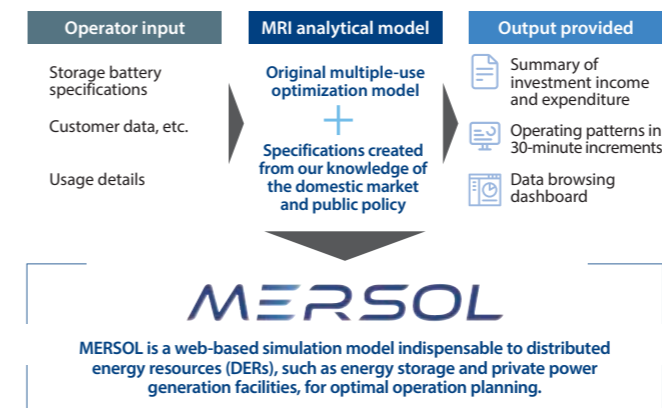 Operator input
Storage battery
specifications
Customer data, etc.
Usage details
MRI analytical model
Original multiple-use
optimization model
+
Specifications created
from our knowledge of
the domestic market
and public policy
Output provided
Summary of
investment income
and expenditure
Operating patterns in
30-minute increments
Data browsing
dashboard
MERSOL
MERSOL is a web-based simulation model indispensable to distributed
energy resources (DERs), such as energy storage and private power
generation facilities, for optimal operation planning.